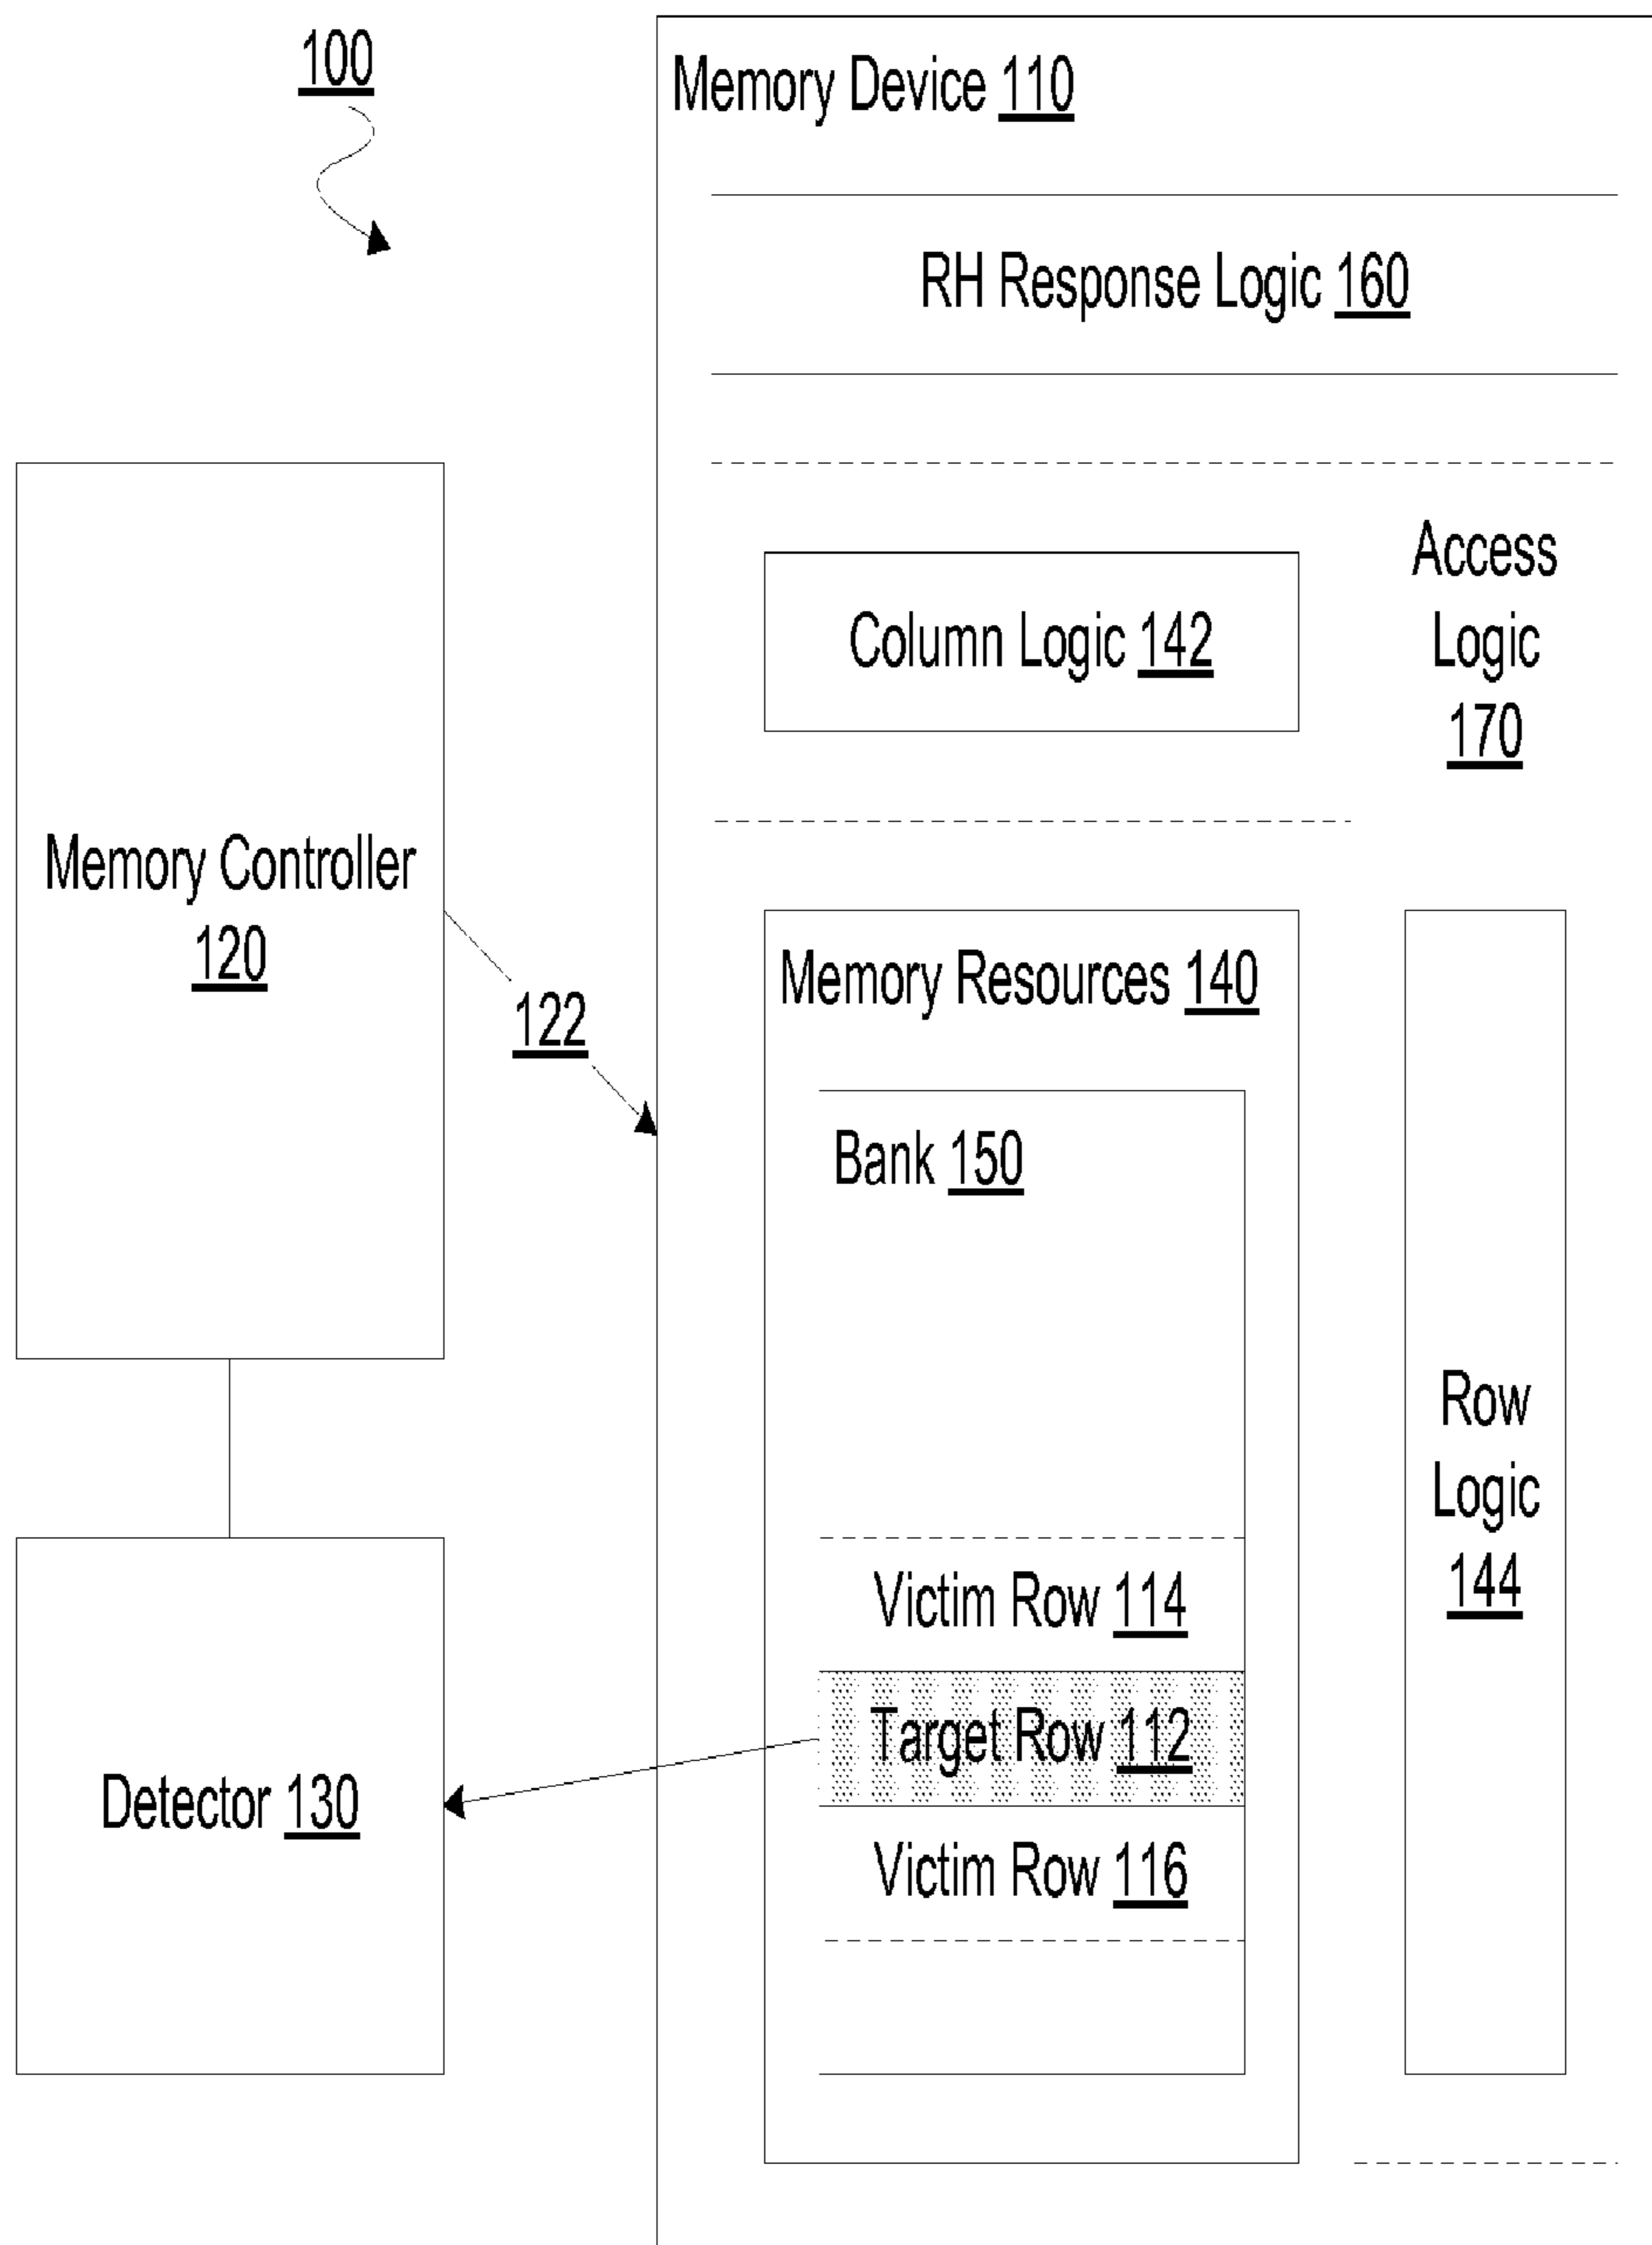 100
Memory Device 110
RH Response Logic 160
Access
Logic
170
Column Logic 142
Memory Controller
120
122
Memory Resources 140
Bank 150
Row
Logic
144
Victim Row 114
Target Row 112
Victim Row 116
Detector 130